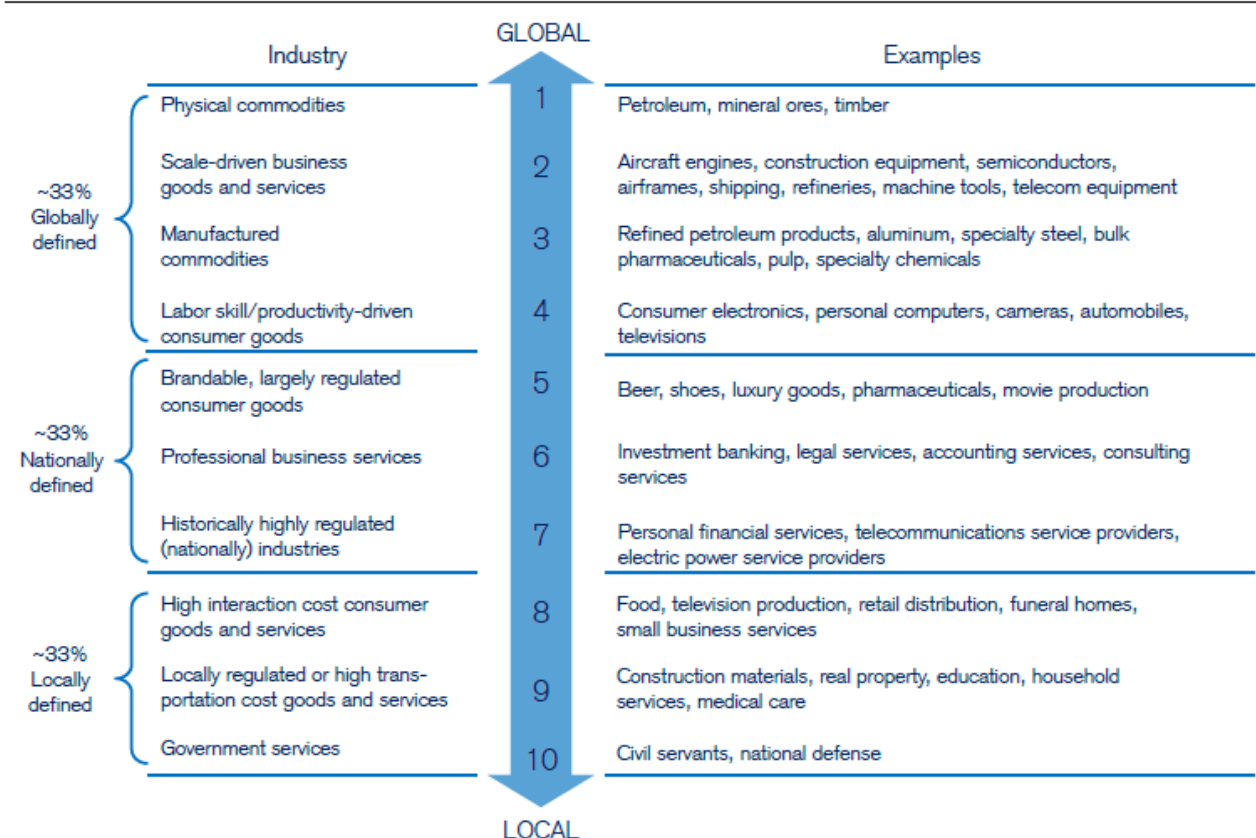 GLOBAL
Industry
Examples
~33%
Globally
defined
Physical commodities
1
Petroleum, mineral ores, timber
Scale-driven business
goods and services
2
Aircraft engines, construction equipment, semiconductors,
airframes, shipping, refineries, machine tools, telecom equipment
Manufactured
commodities
3
Refined petroleum products, aluminum, specialty steel, bulk
pharmaceuticals, pulp, specialty chemicals
Labor skill/productivity-driven
consumer goods
4
Consumer electronics, personal computers, cameras, automobiles,
televisions
~33%
Nationally
defined
Brandable, largely regulated
consumer goods
5
Beer, shoes, luxury goods, pharmaceuticals, movie production
Professional business services
6
Investment banking, legal services, accounting services, consulting
services
Historically highly regulated
(nationally) industries
7
Personal financial services, telecommunications service providers,
electric power service providers
~33%
Locally
defined
High interaction cost consumer
goods and services
8
Food, television production, retail distribution, funeral homes,
small business services
Locally regulated or high trans-
portation cost goods and services
9
Construction materials, real property, education, household
services, medical care
Government services
10
Civil servants, national defense
LOCAL